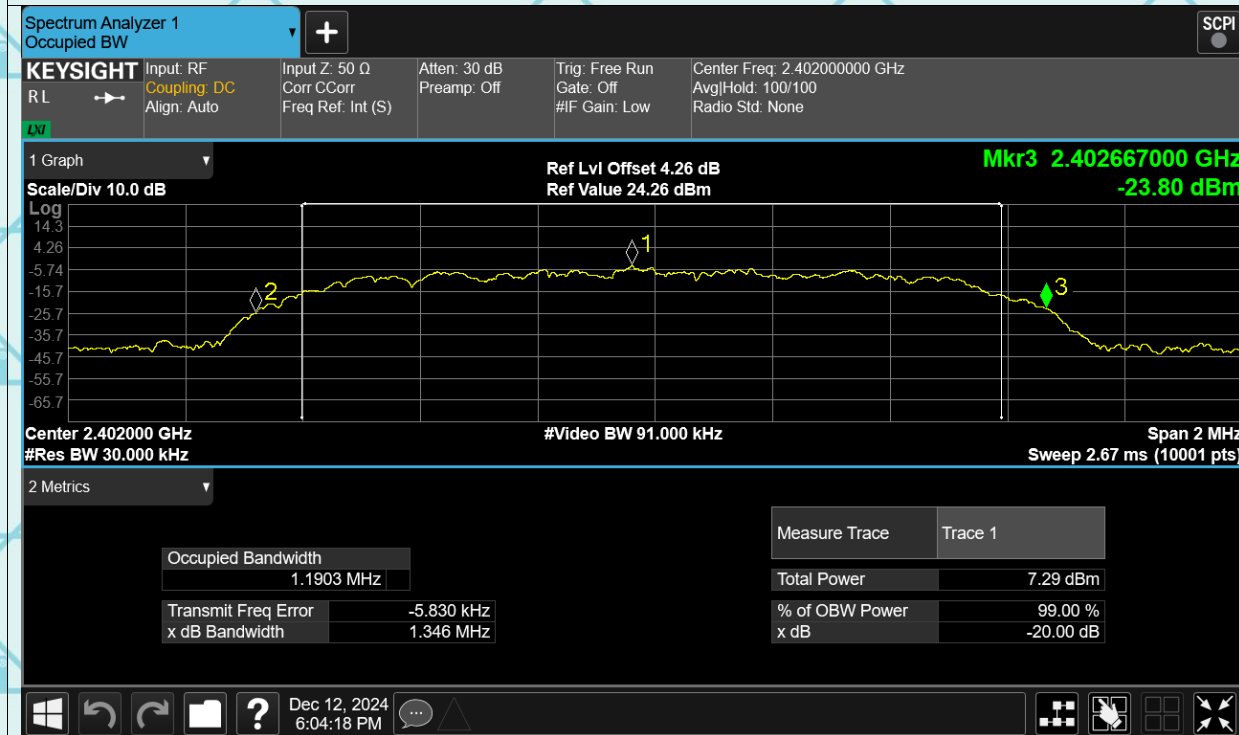 Spectrum Analyzer 1
Occupied BW
+
SCPI
KEYSIGHT
RL
LXI
Input: RF
Coupling: DC
Align: Auto
Input Z: 50 Ω
Corr CCorr
Freq Ref: Int (S)
Atten: 30 dB
Preamp: Off
Trig: Free Run
Gate: Off
#IF Gain: Low
Center Freq: 2.402000000 GHz
Avg|Hold: 100/100
Radio Std: None
1 Graph
Scale/Div 10.0 dB
Ref Lvl Offset 4.26 dB
Ref Value 24.26 dBm
Mkr3 2.402667000 GHz
-23.80 dBm
Log
14.3
4.26
-5.74
-15.7
-25.7
-35.7
-45.7
-55.7
-65.7
1
2
3
Center 2.402000 GHz
#Res BW 30.000 kHz
#Video BW 91.000 kHz
Span 2 MHz
Sweep 2.67 ms (10001 pts)
2 Metrics
Occupied Bandwidth
1.1903 MHz
Transmit Freq Error -5.830 kHz
x dB Bandwidth 1.346 MHz
Measure Trace Trace 1
Total Power 7.29 dBm
% of OBW Power 99.00 %
x dB -20.00 dB
?
Dec 12, 2024
6:04:18 PM